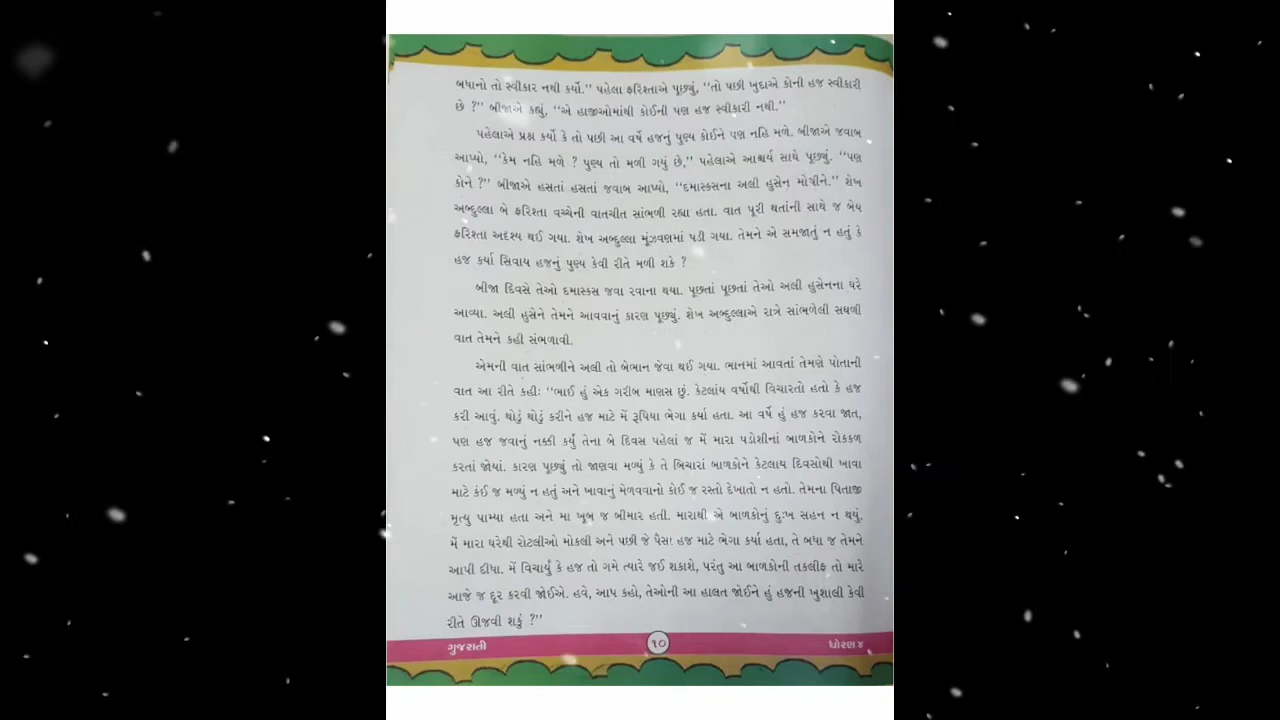 બધાનો તો સ્વીકાર નથી કર્યો.” પહેલા ફરિશ્તાએ પૂછ્યું, “તો પછી ખુદાએ કોની હજ સ્વીકારી
છે ?” બીજાએ કહ્યું, “એ હાજીઓમાંથી કોઈની પણ હજ સ્વીકારી નથી.”
પહેલાએ પ્રશ્ન કર્યો કે તો પછી આ વર્ષે હજનું પુણ્ય કોઈને પણ નહિ મળે. બીજાએ જવાબ
આપ્યો, “કેમ નહિ મળે ? પુણ્ય તો મળી ગયું છે,” પહેલાએ આશ્ચર્ય સાથે પૂછ્યું. “પણ
કોને ?” બીજાએ હસતાં હસતાં જવાબ આપ્યો, “દમાસ્કસના અલી હુસેન મોચીને.” શેખ
અબ્દુલ્લા બે ફરિશ્તા વચ્ચેની વાતચીત સાંભળી રહ્યા હતા. વાત પૂરી થતાંની સાથે જ બેય
ફરિશ્તા અદશ્ય થઈ ગયા. શેખ અબ્દુલ્લા મૂંઝવણમાં પડી ગયા. તેમને એ સમજાતું ન હતું કે
હજ કર્યા સિવાય હજનું પુણ્ય કેવી રીતે મળી શકે ?
બીજા દિવસે તેઓ દમાસ્કસ જવા રવાના થયા. પૂછતાં પૂછતાં તેઓ અલી હુસેનના ઘરે
આવ્યા. અલી હુસેને તેમને આવવાનું કારણ પૂછ્યું. શેખ અબ્દુલ્લાએ રાત્રે સાંભળેલી સઘળી
વાત તેમને કહી સંભળાવી.
એમની વાત સાંભળીને અલી તો બેભાન જેવા થઈ ગયા. ભાનમાં આવતાં તેમણે પોતાની
વાત આ રીતે કહીઃ “ભાઈ હું એક ગરીબ માણસ છું. કેટલાંય વર્ષોથી વિચારતો હતો કે હજ
કરી આવું. થોડું થોડું કરીને હજ માટે મેં રૂપિયા ભેગા કર્યા હતા. આ વર્ષે હું હજ કરવા જાત,
પણ હજ જવાનું નક્કી કર્યું તેના બે દિવસ પહેલાં જ મેં મારા પડોશીનાં બાળકોને રોકકળ
કરતાં જોયાં. કારણ પૂછ્યું તો જાણવા મળ્યું કે તે બિચારાં બાળકોને કેટલાય દિવસોથી ખાવા
માટે કંઈ જ મળ્યું ન હતું અને ખાવાનું મેળવવાનો કોઈ જ રસ્તો દેખાતો ન હતો. તેમના પિતાજી
મૃત્યુ પામ્યા હતા અને મા ખૂબ જ બીમાર હતી. મારાથી એ બાળકોનું દુઃખ સહન ન થયું.
મેં મારા ઘરેથી રોટલીઓ મોકલી અને પછી જે પૈસા હજ માટે ભેગા કર્યા હતા, તે બધા જ તેમને
આપી દીધા. મેં વિચાર્યું કે હજ તો ગમે ત્યારે જઈ શકાશે, પરંતુ આ બાળકોની તકલીફ તો મારે
આજે જ દૂર કરવી જોઈએ. હવે, આપ કહો, તેઓની આ હાલત જોઈને હું હજની ખુશાલી કેવી
રીતે ઊજવી શકું ?”
ગુજરાતી
૧૦
ધોરણ ૪